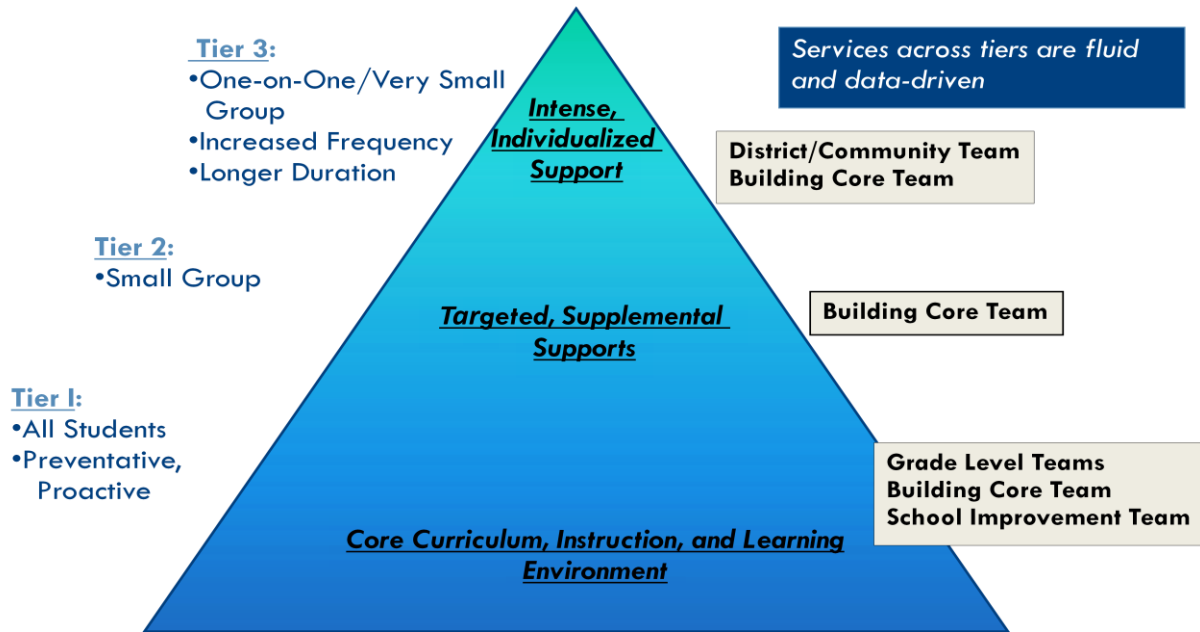 Tier 3:
•One-on-One/Very Small
Group
•Increased Frequency
•Longer Duration
Services across tiers are fluid
and data-driven
Intense,
Individualized
Support
District/Community Team
Building Core Team
Tier 2:
•Small Group
Targeted, Supplemental
Supports
Building Core Team
Tier I:
•All Students
•Preventative,
Proactive
Grade Level Teams
Building Core Team
School Improvement Team
Core Curriculum, Instruction, and Learning
Environment